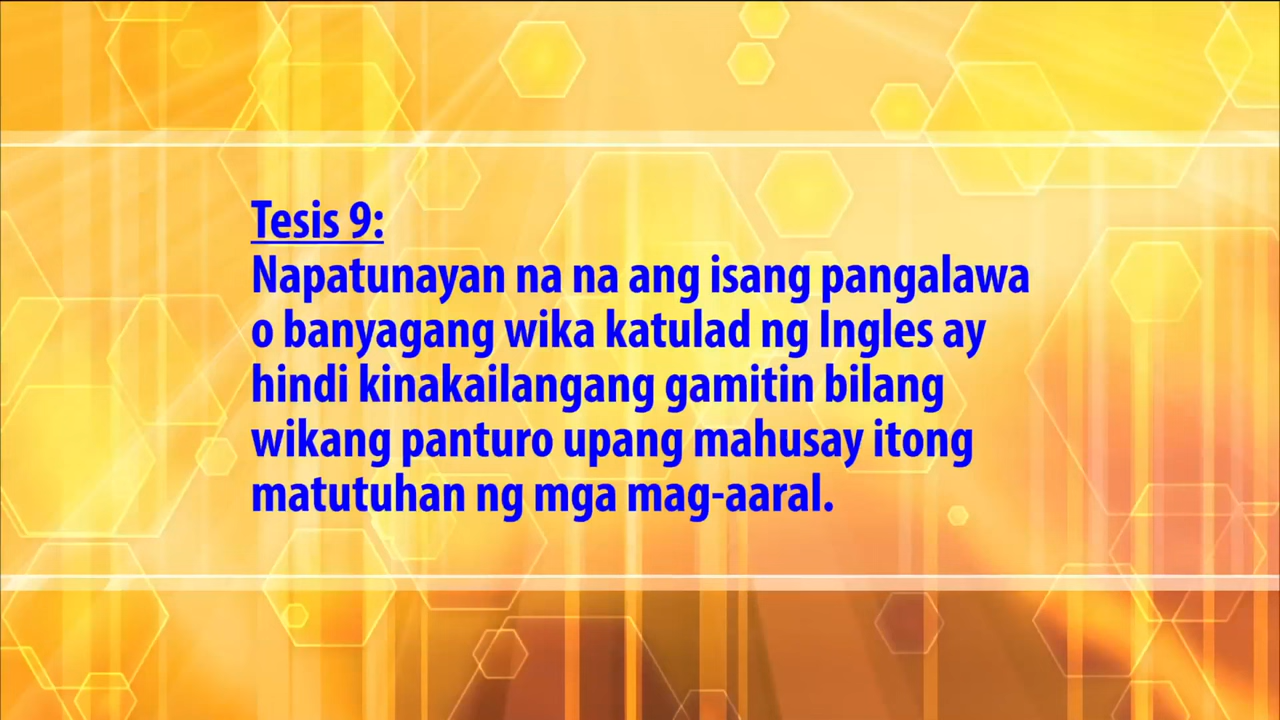 Tesis 9:
Napatunayan na na ang isang pangalawa
o banyagang wika katulad ng Ingles ay
hindi kinakailangang gamitin bilang
wikang panturo upang mahusay itong
matutuhan ng mga mag-aaral.